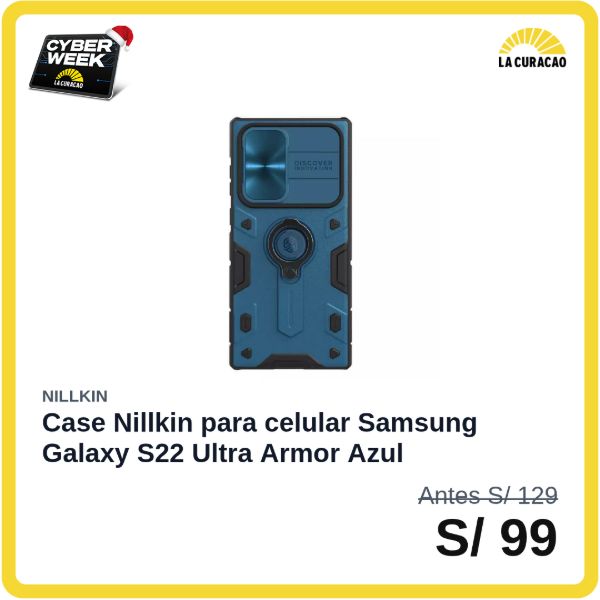 CYBER
WEEK
LA CURACAO
LA CURACAO
DISCOVER
INNOVATION
NILLKIN
Case Nillkin para celular Samsung
Galaxy S22 Ultra Armor Azul
Antes S/ 129
S/ 99